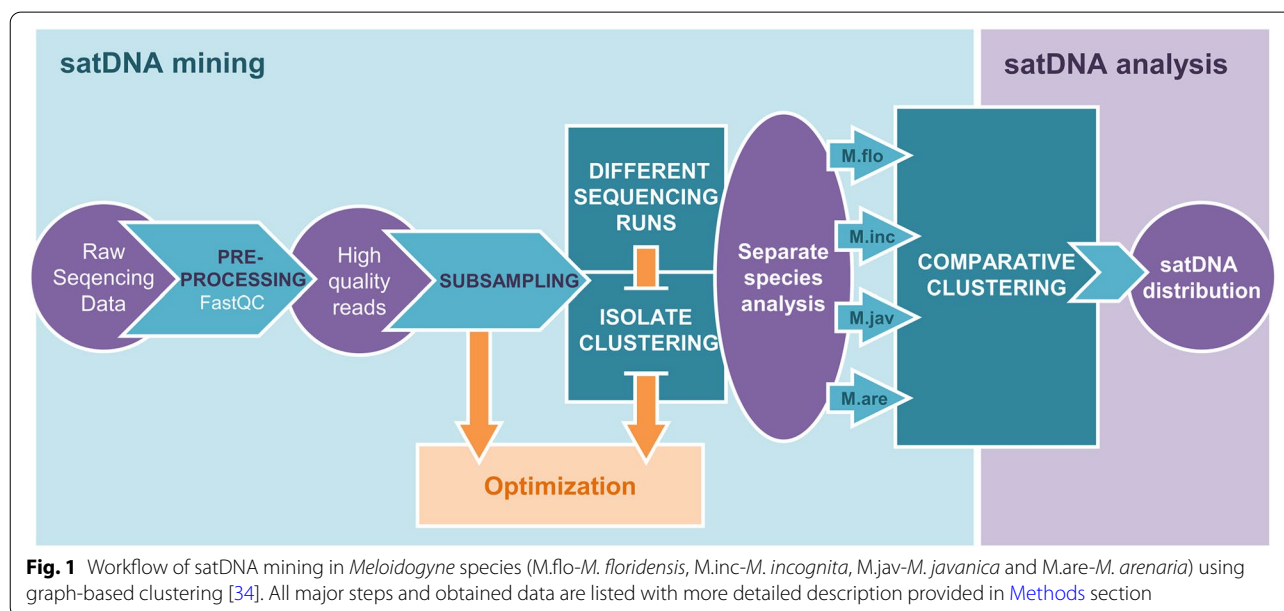 satDNA mining
satDNA analysis
Raw
Seqencing
Data
PRE-
PROCESSING
FastQC
High
quality
reads
SUBSAMPLING
DIFFERENT
SEQUENCING
RUNS
ISOLATE
CLUSTERING
Separate
species
analysis
M.flo
M.inc
M.jav
M.are
COMPARATIVE
CLUSTERING
satDNA
distribution
Optimization
Fig. 1 Workflow of satDNA mining in Meloidogyne species (M.flo-M. floridensis, M.inc-M. incognita, M.jav-M. javanica and M.are-M. arenaria) using
graph-based clustering [34]. All major steps and obtained data are listed with more detailed description provided in Methods section